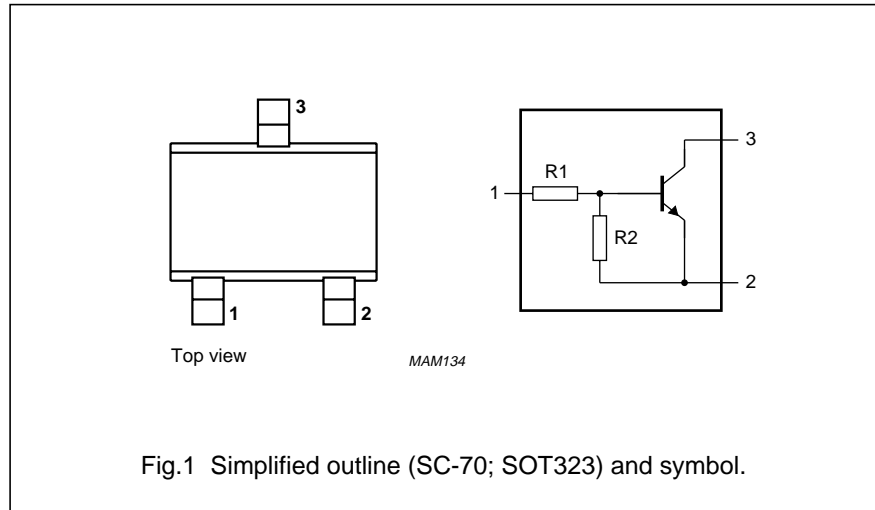 3
1
2
Top view
MAM134
R1
R2
1
3
2
Fig.1 Simplified outline (SC-70; SOT323) and symbol.